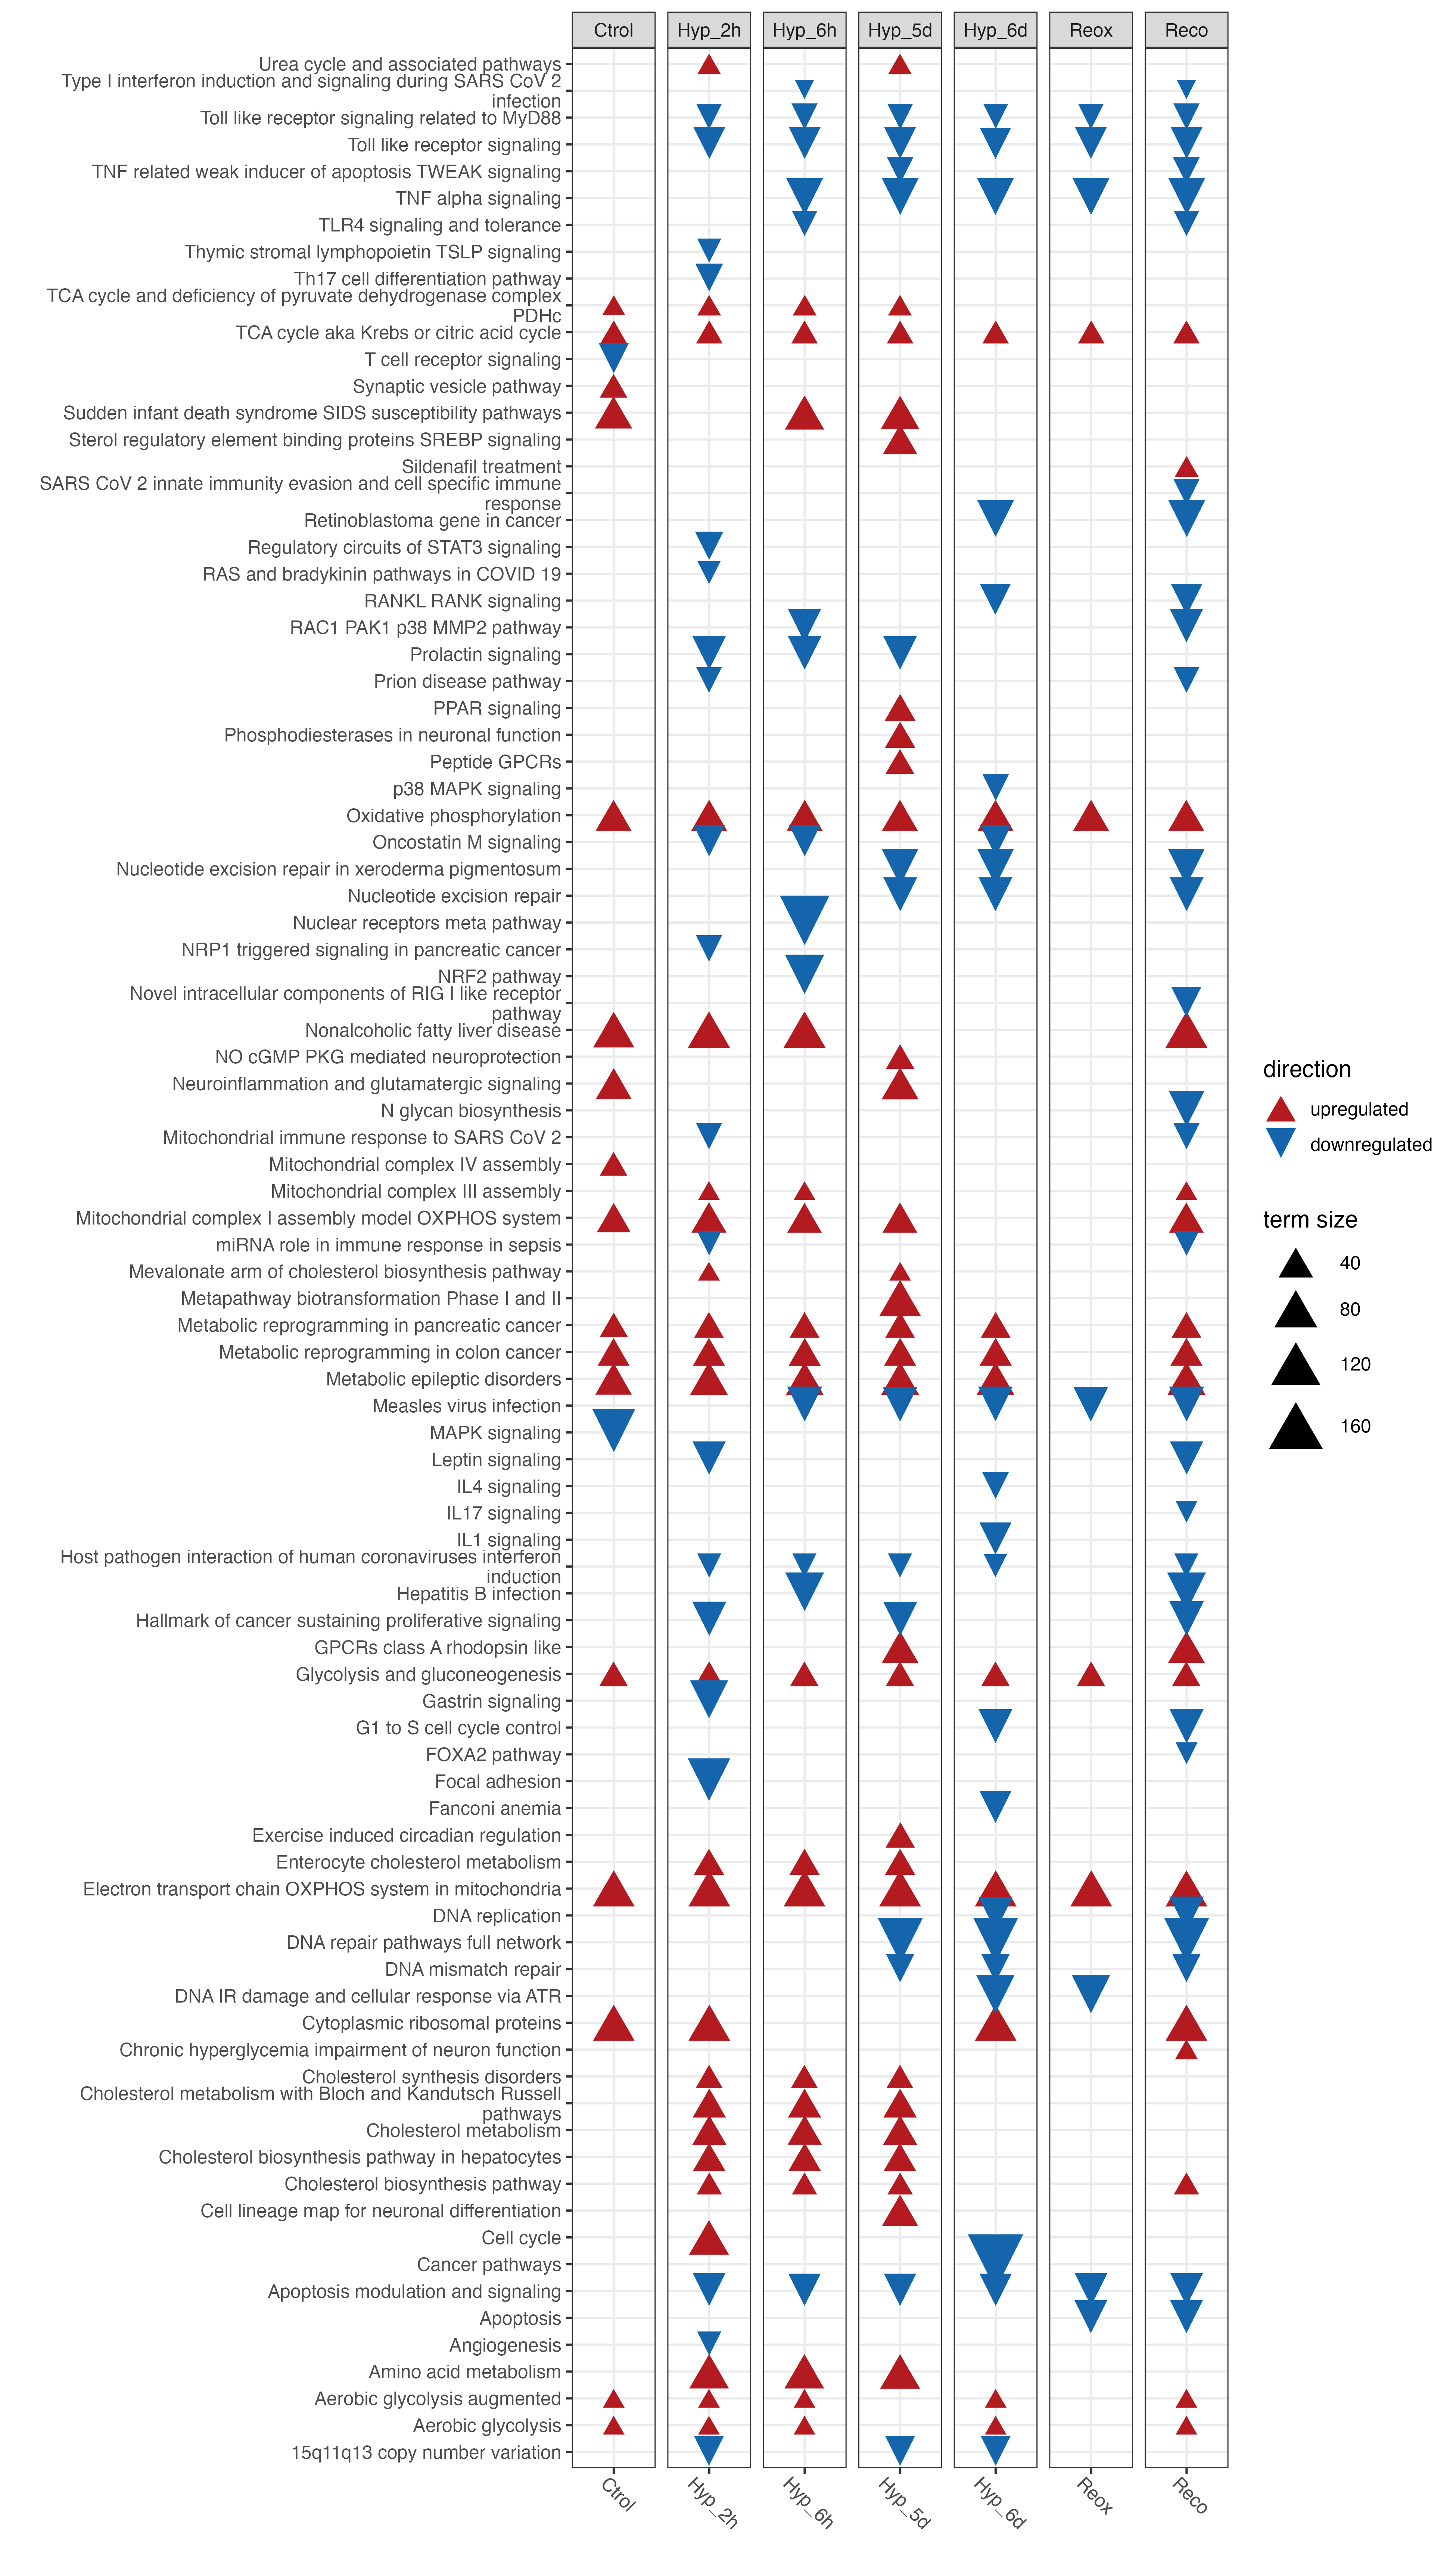 Ctrol Hyp_2h Hyp_6h Hyp_5d Hyp_6d Reox Reco
Urea cycle and associated pathways
Type I interferon induction and signaling during SARS CoV 2
infection
Toll like receptor signaling related to MyD88
Toll like receptor signaling
TNF related weak inducer of apoptosis TWEAK signaling
TNF alpha signaling
TLR4 signaling and tolerance
Thymic stromal lymphopoietin TSLP signaling
Th17 cell differentiation pathway
TCA cycle and deficiency of pyruvate dehydrogenase complex
PDHc
TCA cycle aka Krebs or citric acid cycle
T cell receptor signaling
Synaptic vesicle pathway
Sudden infant death syndrome SIDS susceptibility pathways
Sterol regulatory element binding proteins SREBP signaling
Sildenafil treatment
SARS CoV 2 innate immunity evasion and cell specific immune
response
Retinoblastoma gene in cancer
Regulatory circuits of STAT3 signaling
RAS and bradykinin pathways in COVID 19
RANKL RANK signaling
RAC1 PAK1 p38 MMP2 pathway
Prolactin signaling
Prion disease pathway
PPAR signaling
Phosphodiesterases in neuronal function
Peptide GPCRs
p38 MAPK signaling
Oxidative phosphorylation
Oncostatin M signaling
Nucleotide excision repair in xeroderma pigmentosum
Nucleotide excision repair
Nuclear receptors meta pathway
NRP1 triggered signaling in pancreatic cancer
NRF2 pathway
Novel intracellular components of RIG I like receptor
pathway
Nonalcoholic fatty liver disease
NO cGMP PKG mediated neuroprotection
Neuroinflammation and glutamatergic signaling
N glycan biosynthesis
Mitochondrial immune response to SARS CoV 2
Mitochondrial complex IV assembly
Mitochondrial complex III assembly
Mitochondrial complex I assembly model OXPHOS system
miRNA role in immune response in sepsis
Mevalonate arm of cholesterol biosynthesis pathway
Metapathway biotransformation Phase I and II
Metabolic reprogramming in pancreatic cancer
Metabolic reprogramming in colon cancer
Metabolic epileptic disorders
Measles virus infection
MAPK signaling
Leptin signaling
IL4 signaling
IL17 signaling
IL1 signaling
Host pathogen interaction of human coronaviruses interferon
induction
Hepatitis B infection
Hallmark of cancer sustaining proliferative signaling
GPCRs class A rhodopsin like
Glycolysis and gluconeogenesis
Gastrin signaling
G1 to S cell cycle control
FOXA2 pathway
Focal adhesion
Fanconi anemia
Exercise induced circadian regulation
Enterocyte cholesterol metabolism
Electron transport chain OXPHOS system in mitochondria
DNA replication
DNA repair pathways full network
DNA mismatch repair
DNA IR damage and cellular response via ATR
Cytoplasmic ribosomal proteins
Chronic hyperglycemia impairment of neuron function
Cholesterol synthesis disorders
Cholesterol metabolism with Bloch and Kandutsch Russell
pathways
Cholesterol metabolism
Cholesterol biosynthesis pathway in hepatocytes
Cholesterol biosynthesis pathway
Cell lineage map for neuronal differentiation
Cell cycle
Cancer pathways
Apoptosis modulation and signaling
Apoptosis
Angiogenesis
Amino acid metabolism
Aerobic glycolysis augmented
Aerobic glycolysis
15q11q13 copy number variation
Ctrol Hyp_2h Hyp_6h Hyp_5d Hyp_6d Reox Reco
direction
upregulated
downregulated
term size
40
80
120
160